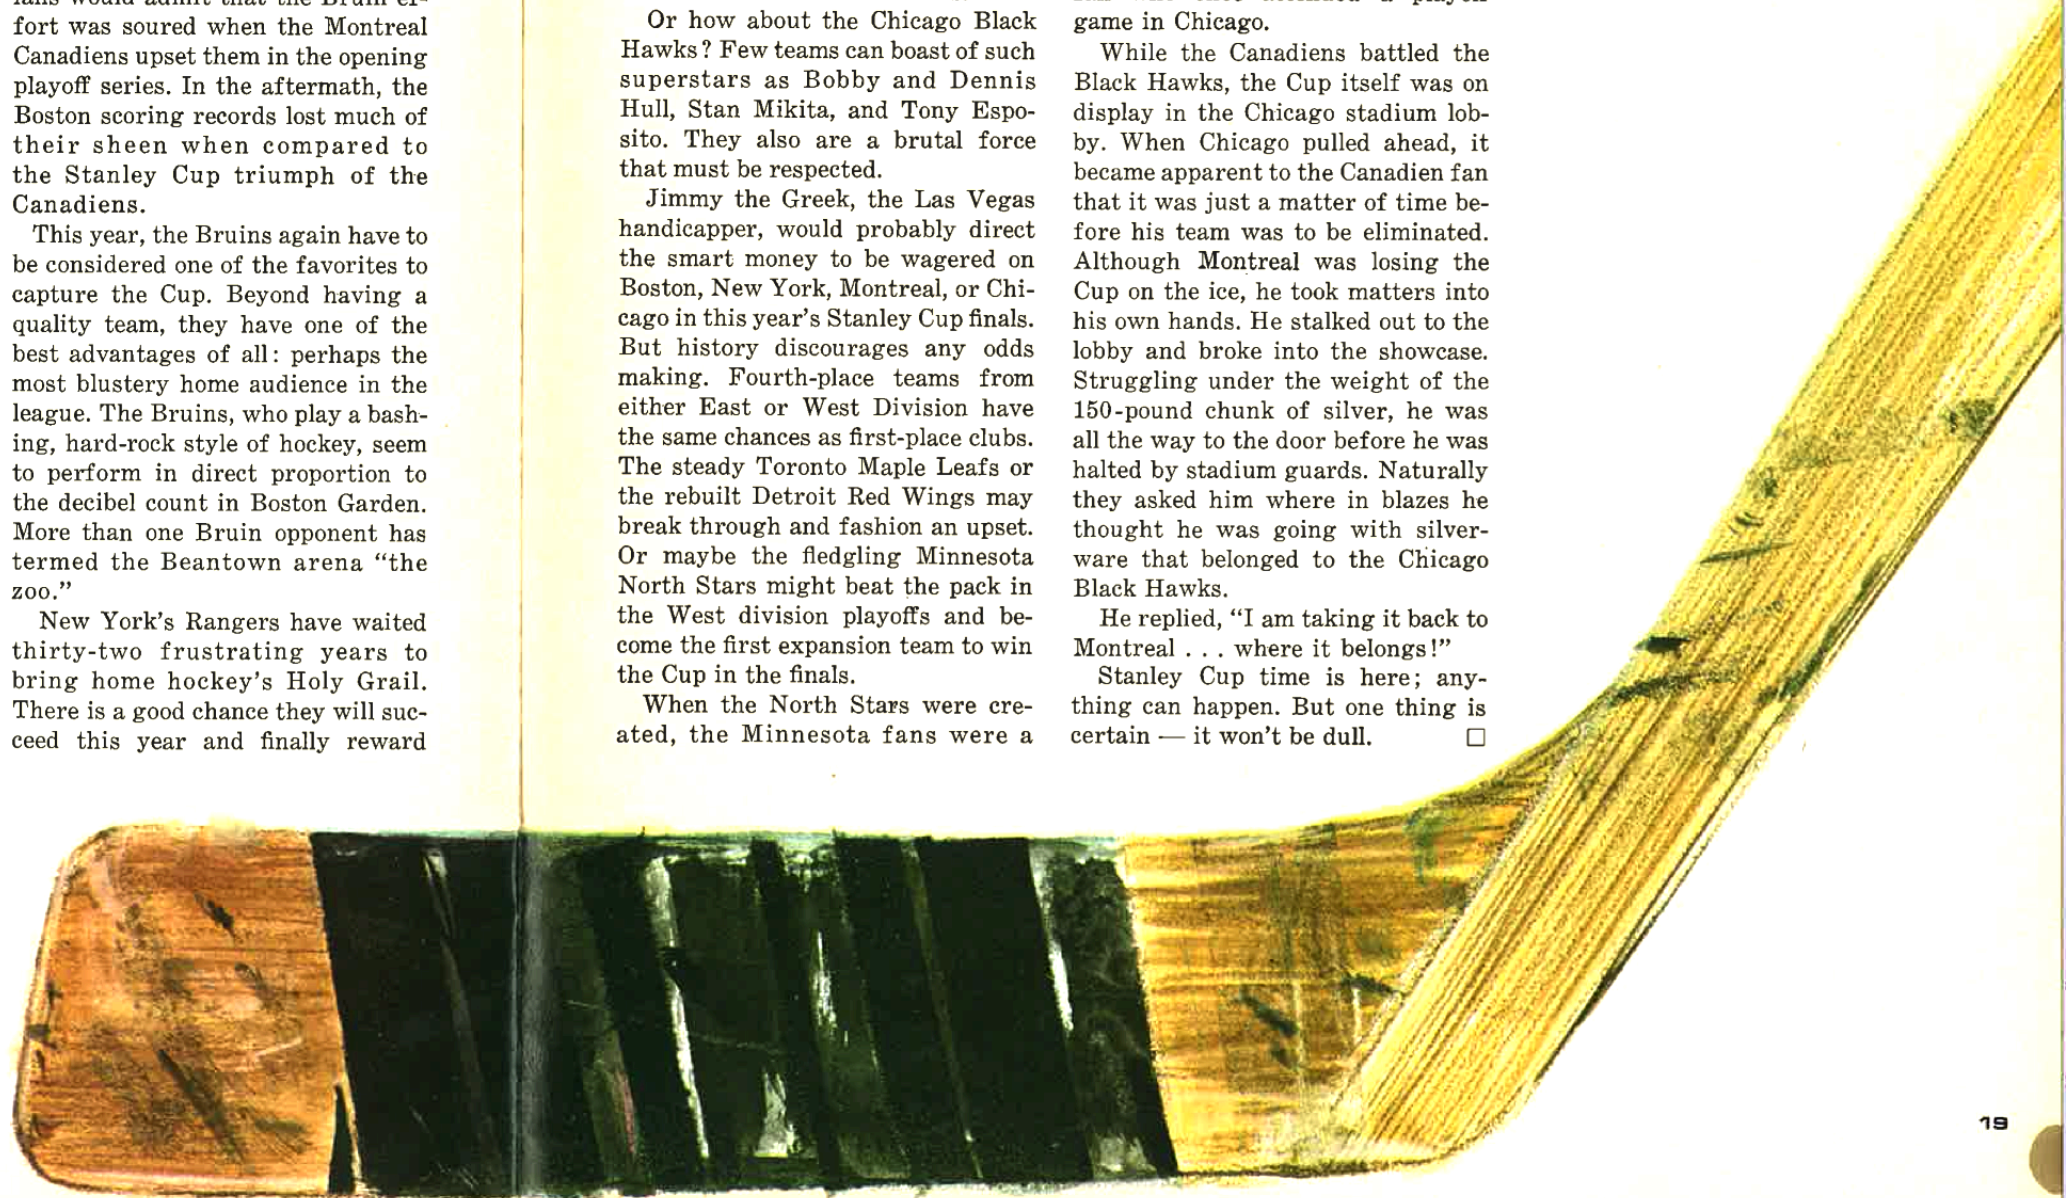 fans would admit that the Bruin ef-
fort was soured when the Montreal
Canadiens upset them in the opening
playoff series. In the aftermath, the
Boston scoring records lost much of
their sheen when compared to
the Stanley Cup triumph of the
Canadiens.
This year, the Bruins again have to
be considered one of the favorites to
capture the Cup. Beyond having a
quality team, they have one of the
best advantages of all: perhaps the
most blustery home audience in the
league. The Bruins, who play a bash-
ing, hard-rock style of hockey, seem
to perform in direct proportion to
the decibel count in Boston Garden.
More than one Bruin opponent has
termed the Beantown arena “the
zoo.”
New York's Rangers have waited
thirty-two frustrating years to
bring home hockey's Holy Grail.
There is a good chance they will suc-
ceed this year and finally reward
Or how about the Chicago Black
Hawks? Few teams can boast of such
superstars as Bobby and Dennis
Hull, Stan Mikita, and Tony Espo-
sito. They also are a brutal force
that must be respected.
Jimmy the Greek, the Las Vegas
handicapper, would probably direct
the smart money to be wagered on
Boston, New York, Montreal, or Chi-
cago in this year's Stanley Cup finals.
But history discourages any odds
making. Fourth-place teams from
either East or West Division have
the same chances as first-place clubs.
The steady Toronto Maple Leafs or
the rebuilt Detroit Red Wings may
break through and fashion an upset.
Or maybe the fledgling Minnesota
North Stars might beat the pack in
the West division playoffs and be-
come the first expansion team to win
the Cup in the finals.
When the North Stars were cre-
ated, the Minnesota fans were a
game in Chicago.
While the Canadiens battled the
Black Hawks, the Cup itself was on
display in the Chicago stadium lob-
by. When Chicago pulled ahead, it
became apparent to the Canadien fan
that it was just a matter of time be-
fore his team was to be eliminated.
Although Montreal was losing the
Cup on the ice, he took matters into
his own hands. He stalked out to the
lobby and broke into the showcase.
Struggling under the weight of the
150-pound chunk of silver, he was
all the way to the door before he was
halted by stadium guards. Naturally
they asked him where in blazes he
thought he was going with silver-
ware that belonged to the Chicago
Black Hawks.
He replied, “I am taking it back to
Montreal . . . where it belongs!”
Stanley Cup time is here; any-
thing can happen. But one thing is
certain — it won't be dull. □
19